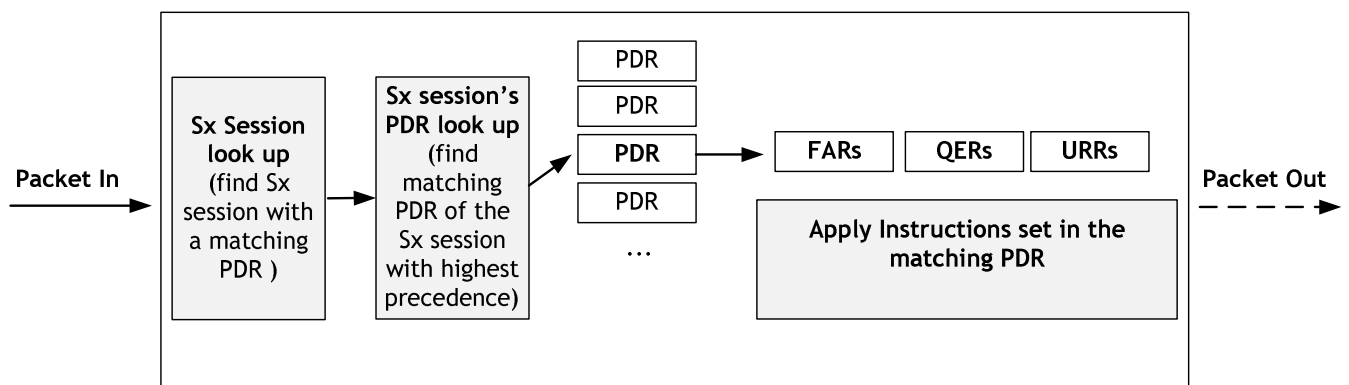 Packet In
Sx Session
look up
(find Sx
session with
a matching
PDR )
Sx session’s
PDR look up
(find
matching
PDR of the
Sx session
with highest
precedence)
PDR
PDR
PDR
PDR
...
FARs
QERs
URRs
Apply Instructions set in the
matching PDR
Packet Out